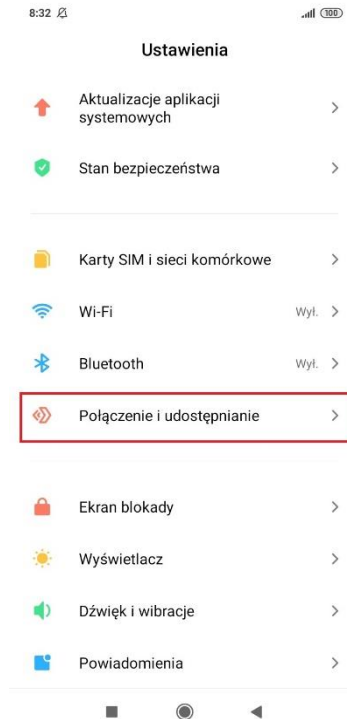 8:32
100
Ustawienia
Aktualizacje aplikacji
systemowych
Stan bezpieczeństwa
Karty SIM i sieci komórkowe
Wi-Fi Wył.
Bluetooth Wył.
Połączenie i udostępnianie
Ekran blokady
Wyświetlacz
Dźwięk i wibracje
Powiadomienia